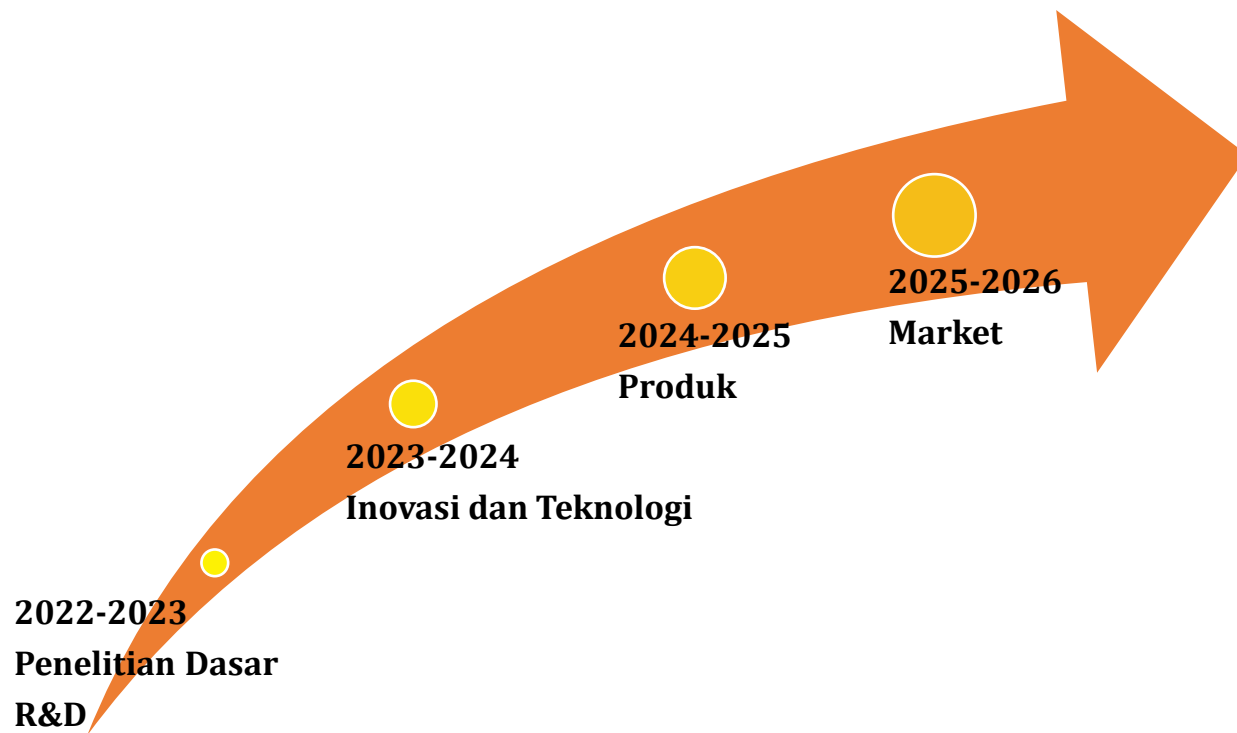 2022-2023
Penelitian Dasar
R&D
2023-2024
Inovasi dan Teknologi
2024-2025
Produk
2025-2026
Market